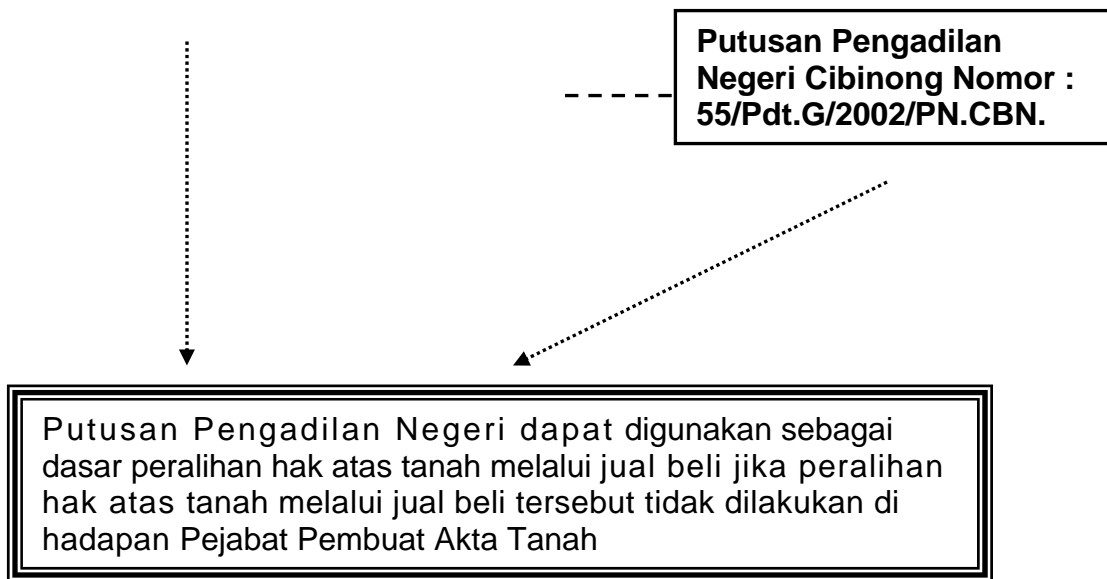 Putusan Pengadilan
Negeri Cibinong Nomor :
55/Pdt.G/2002/PN.CBN.
Putusan Pengadilan Negeri dapat digunakan sebagai
dasar peralihan hak atas tanah melalui jual beli jika peralihan
hak atas tanah melalui jual beli tersebut tidak dilakukan di
hadapan Pejabat Pembuat Akta Tanah